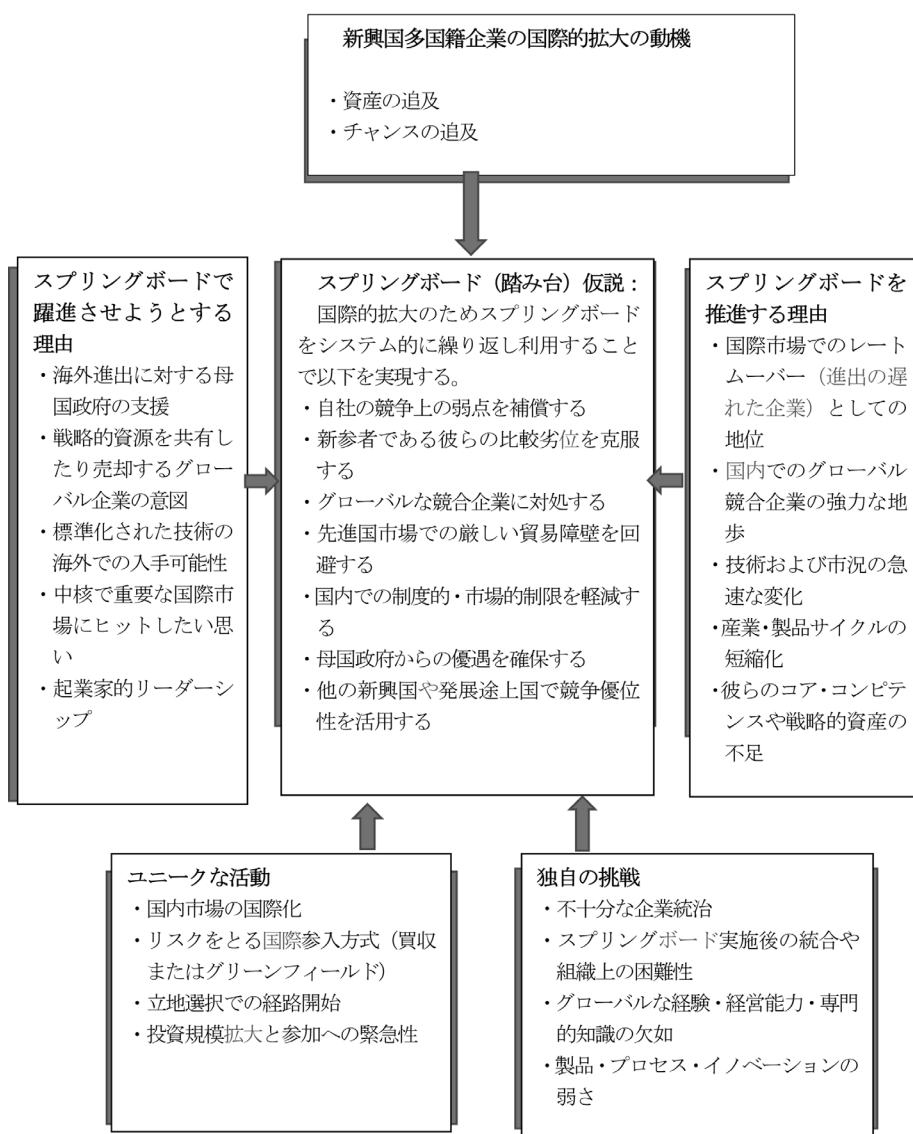 新興国多国籍企業の国際的拡大の動機
・資産の追及
・チャンスの追及
スプリングボードで
躍進させようとする
理由
・海外進出に対する母
国政府の支援
・戦略的資源を共有し
たり売却するグロー
バル企業の意図
・標準化された技術の
海外での入手可能性
・中核で重要な国際市
場にヒットしたい思
い
・起業家的リーダーシ
ップ
スプリングボード（踏み台）仮説：
国際的拡大のためスプリングボード
をシステム的に繰り返し利用すること
で以下を実現する。
・自社の競争上の弱点を補償する
・新参者である彼らの比較劣位を克服
する
・グローバルな競合企業に対処する
・先進国市場での厳しい貿易障壁を回
避する
・国内での制度的・市場的制限を軽減す
る
・母国政府からの優遇を確保する
・他の新興国や発展途上国で競争優位
性を活用する
スプリングボードを
推進する理由
・国際市場でのレート
ムーバー（進出の遅
れた企業）としての
地位
・国内でのグローバル
競合企業の強力な地
歩
・技術および市況の急
速な変化
・産業・製品サイクルの
短縮化
・彼らのコア・コンピテ
ンスや戦略的資産の
不足
ユニークな活動
・国内市場の国際化
・リスクをとる国際参入方式（買収
またはグリーンフィールド）
・立地選択での経路開始
・投資規模拡大と参加への緊急性
独自の挑戦
・不十分な企業統治
・スプリングボード実施後の統合や
組織上の困難性
・グローバルな経験・経営能力・専門
的知識の欠如
・製品・プロセス・イノベーションの
弱さ